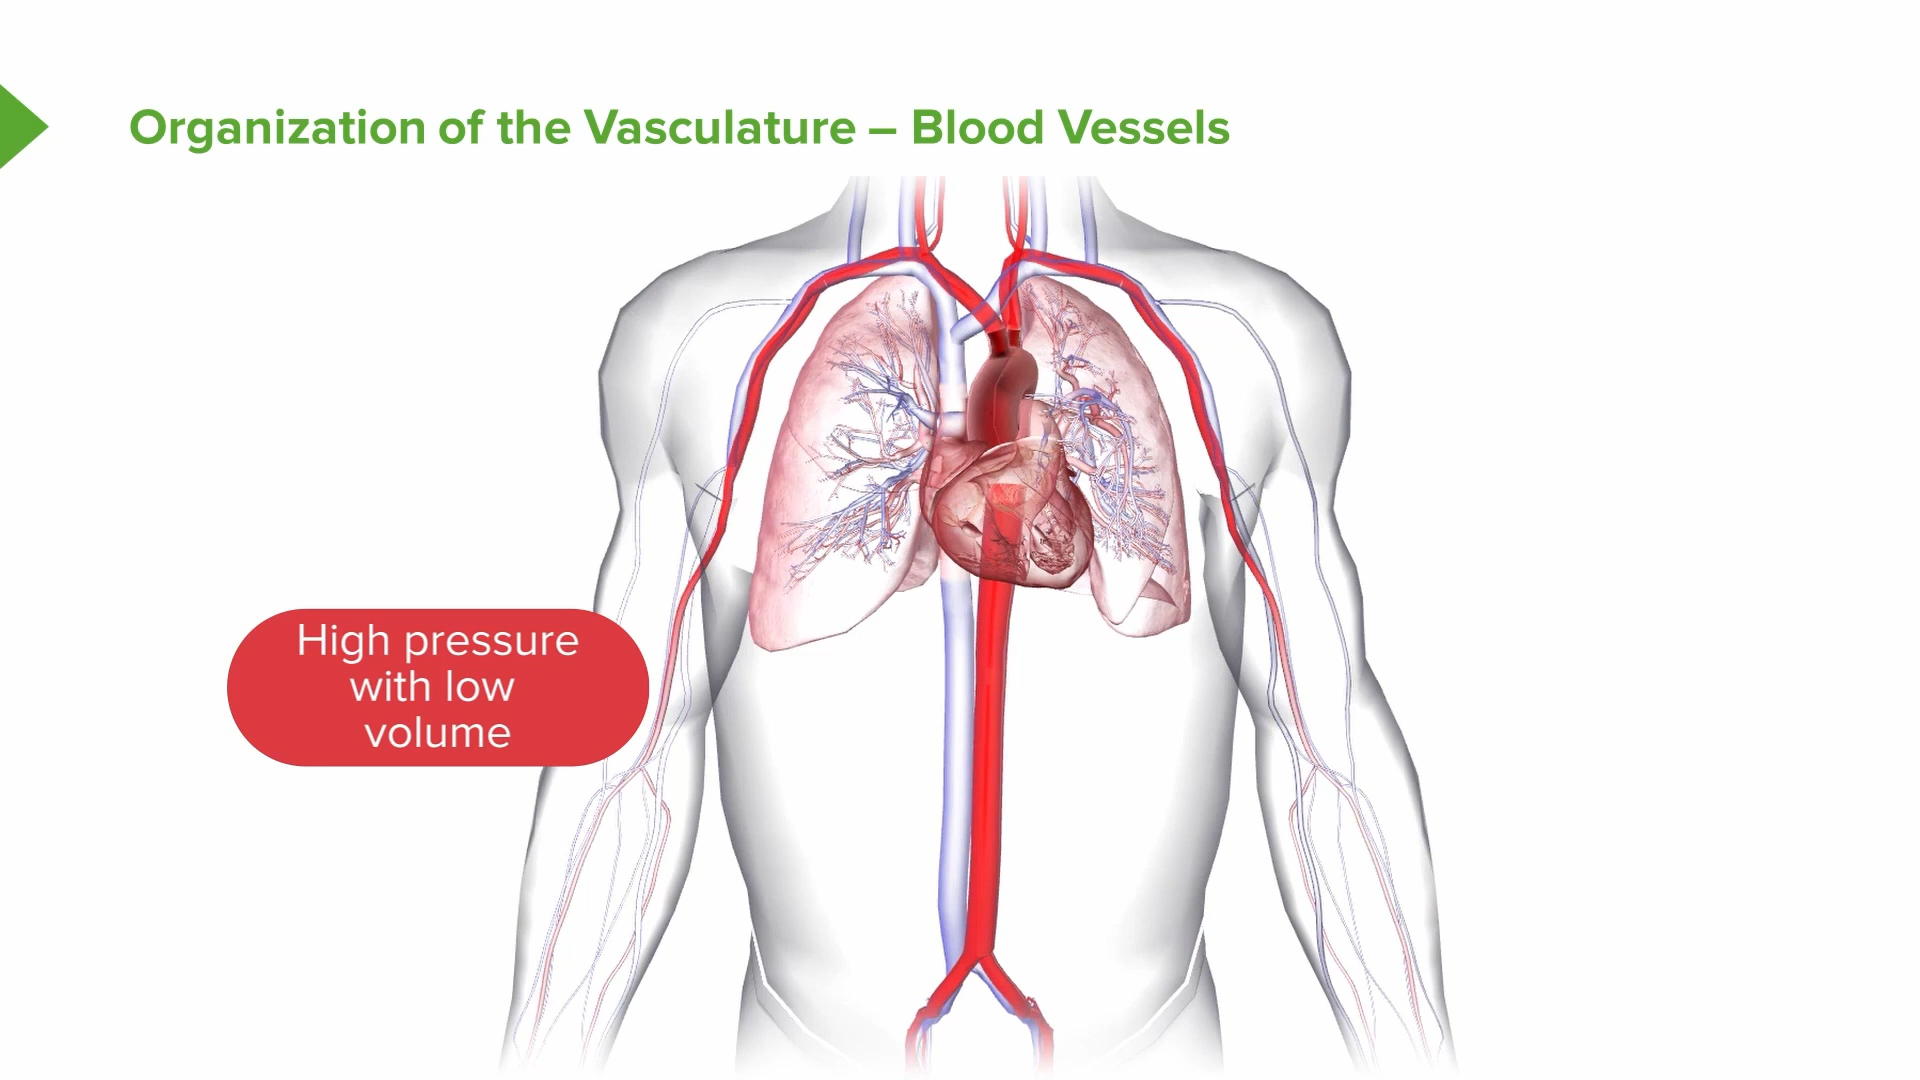 Organization of the Vasculature – Blood Vessels
High pressure
with low
volume